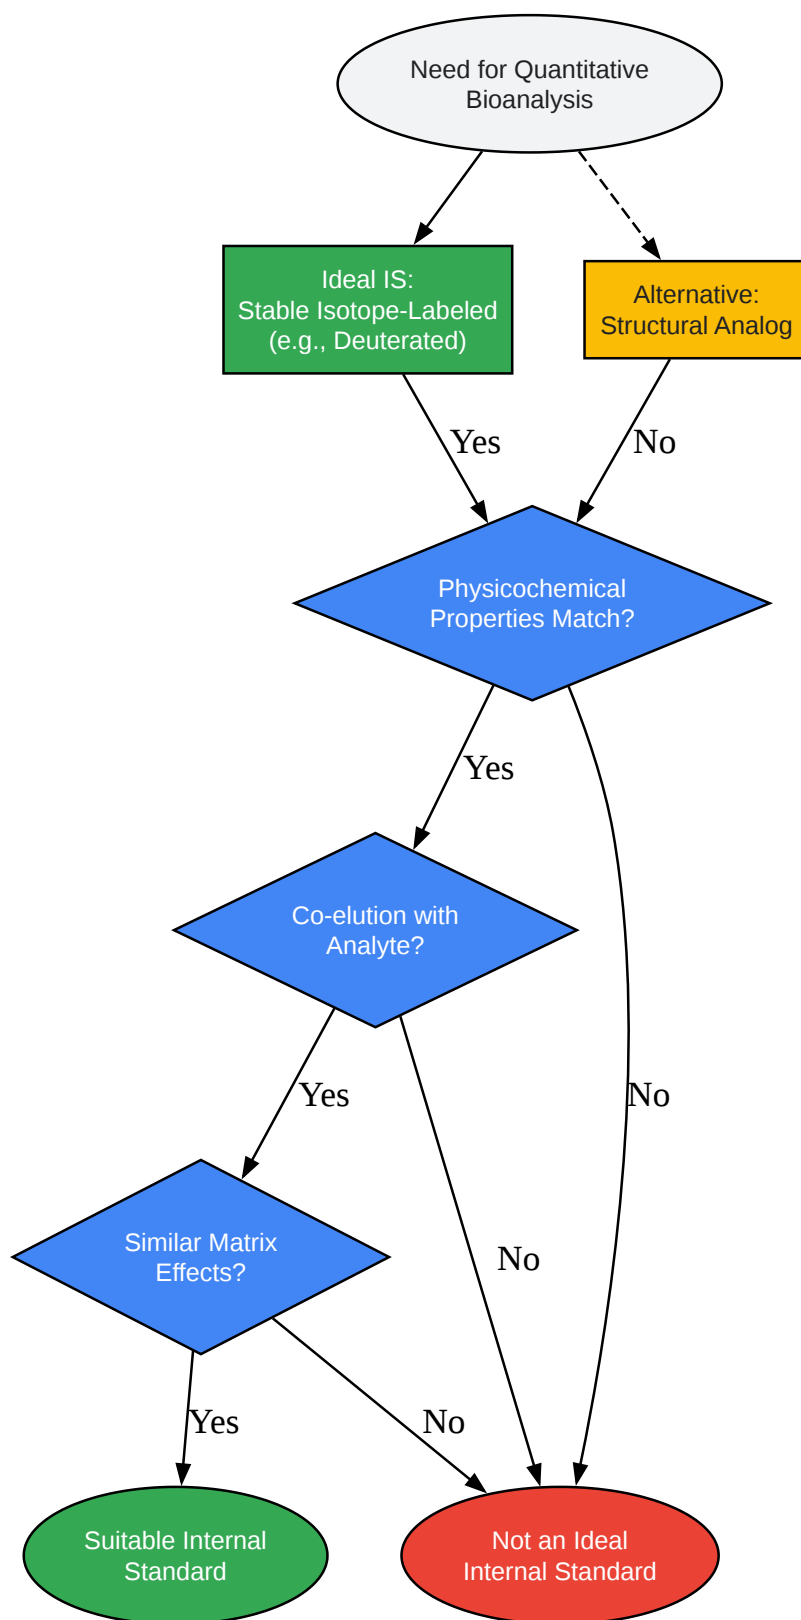 Need for Quantitative
Bioanalysis
Ideal IS:
Stable Isotope-Labeled
(e.g., Deuterated)
Alternative:
Structural Analog
Yes
No
Physicochemical
Properties Match?
Yes
Co-elution with
Analyte?
Yes
No
Similar Matrix
Effects?
No
Yes
No
Suitable Internal
Standard
Not an Ideal
Internal Standard